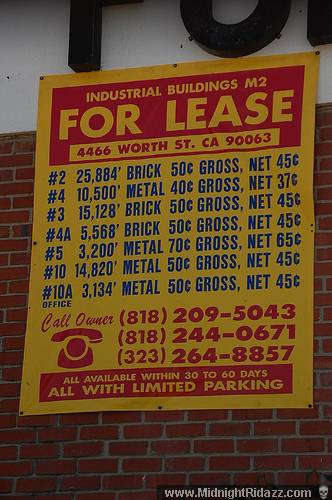 FO
INDUSTRIAL BUILDINGS M2
FOR LEASE
4466 WORTH ST. CA 90063
#2 25,884' BRICK 50¢ GROSS, NET 45¢
#4 10,500' METAL 40¢ GROSS, NET 37¢
#3 15,128' BRICK 50¢ GROSS, NET 45¢
#4A 5,568' BRICK 50¢ GROSS, NET 45¢
#5 3,200' METAL 70¢ GROSS, NET 65¢
#10 14,820' METAL 50¢ GROSS, NET 45¢
#10A 3,134' METAL 50¢ GROSS, NET 45¢
OFFICE
Call Owner (818) 209-5043
(818) 244-0671
(323) 264-8857
ALL AVAILABLE WITHIN 30 TO 60 DAYS
ALL WITH LIMITED PARKING
www.MidnightRidazz.com